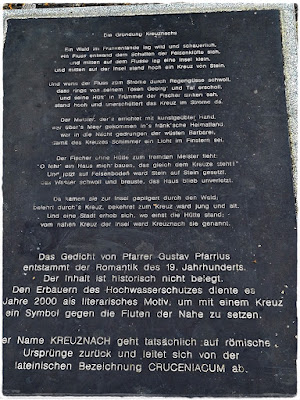 Die Gründung Kreuznachs
Ein Wald im Frankenlande lag wild und schauerlich,
ein Fluss entwand dem Schatten der Felsenklüfte sich,
und mitten auf dem Flusse lag eine Insel klein,
Und mitten auf der Insel stand hoch ein Kreuz von Stein
Und wenn der Fluss zum Strome durch Regengüsse schwoll,
dass rings von seinem Tosen Gebirg' und Tal erscholl,
und seine Hütt' in Trümmer der Fischer sinken sah,
stand hoch und unerschüttert das Kreuz im Strome da.
Der Meister, der's errichtet mit kunstgeübter Hand,
war über's Meer gekommen in's fränk'sche Heimatland
war in die Nacht gedrungen der wüsten Barbarei,
damit des Kreuzes Schimmer ein Licht im Finstern sei.
Der Fischer ohne Hütte zum fremden Meister fleht:
"O lehr' ein Haus mich bauen, das gleich dem Kreuze steht!"
Und jetzt auf Felsenboden ward Stein auf Stein gesetzt,
das Wetter schwoll und brauste, das Haus blieb unverletzt.
Da kamen sie zur Insel gepilgert durch den Wald,
belehrt durch's Kreuz, bekehret zum Kreuz ward jung und alt.
Und eine Stadt erhob sich, wo einst die Hütte stand;
vom nahen Kreuz der Insel ward Kreuznach sie genannt.
Das Gedicht von Pfarrer Gustav Pfarrius
entstammt der Romantik des 19. Jahrhunderts.
Der Inhalt ist historisch nicht belegt.
Den Erbauern des Hochwasserschutzes diente es
Jahre 2000 als literarisches Motiv, um mit einem Kreuz
ein Symbol gegen die Fluten der Nahe zu setzen.
er Name KREUZNACH geht tatsächlich auf römische
Ursprünge zurück und leitet sich von der
lateinischen Bezeichnung CRUCENIACUM ab.